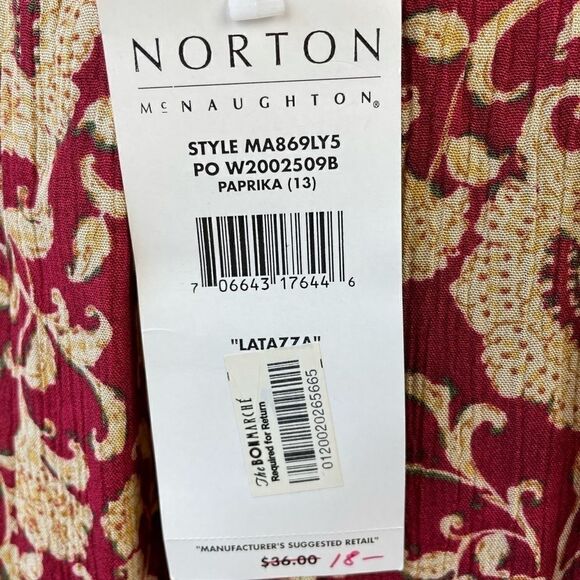 NORTON
McNAUGHTON®
STYLE MA869LY5
PO W2002509B
PAPRIKA (13)
7 06643 17644 6
"LATAZZA"
The BON MARCHÉ
Required for Return
0120020265665
"MANUFACTURER'S SUGGESTED RETAIL"
$36.00 18-